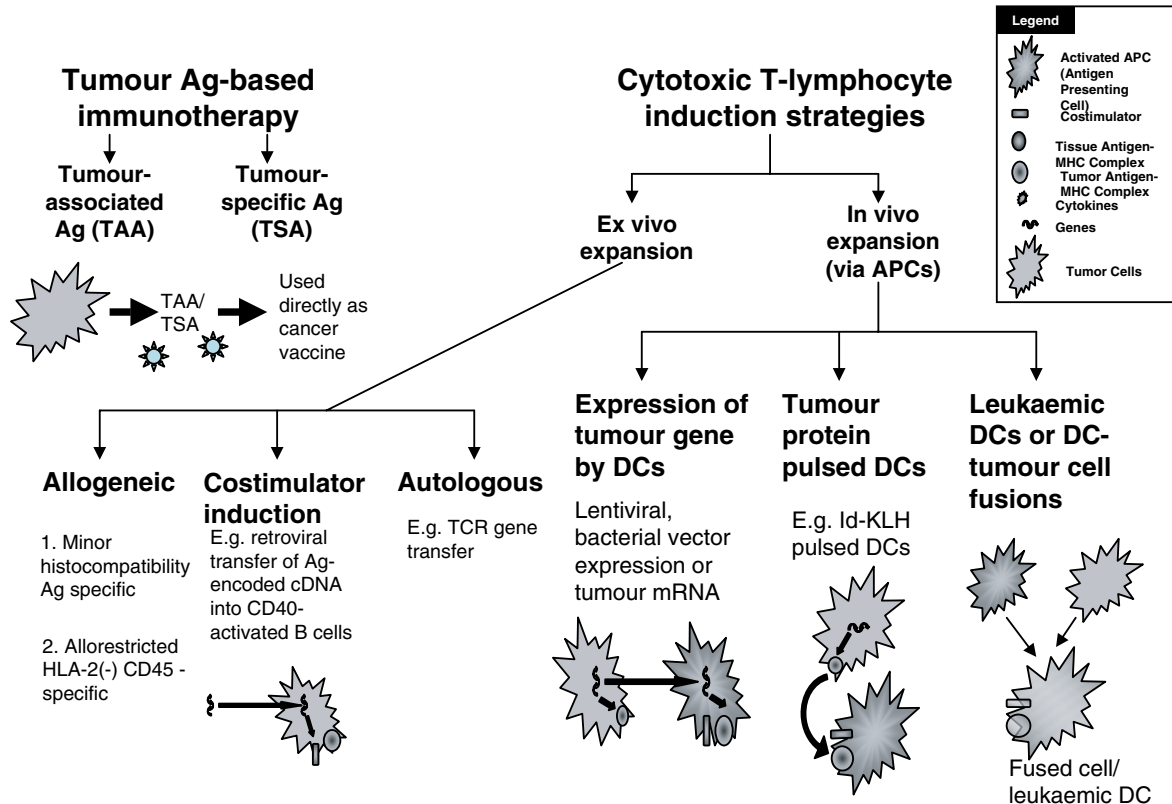 Legend
Activated APC
(Antigen
Presenting
Cell)
Costimulator
Tissue Antigen-
MHC Complex
Tumor Antigen-
MHC Complex
Cytokines
Genes
Tumor Cells
Tumour Ag-based
immunotherapy
Tumour-
associated
Ag (TAA)
Tumour-
specific Ag
(TSA)
TAA/
TSA
Used
directly as
cancer
vaccine
Cytotoxic T-lymphocyte
induction strategies
Ex vivo
expansion
In vivo
expansion
(via APCs)
Allogeneic
1. Minor
histocompatibility
Ag specific
2. Allorestricted
HLA-2(-) CD45 -
specific
Costimulator
induction
E.g. retroviral
transfer of Ag-
encoded cDNA
into CD40-
activated B cells
Autologous
E.g. TCR gene
transfer
Expression of
tumour gene
by DCs
Lentiviral,
bacterial vector
expression or
tumour mRNA
Tumour
protein
pulsed DCs
E.g. Id-KLH
pulsed DCs
Leukaemic
DCs or DC-
tumour cell
fusions
Fused cell/
leukaemic DC